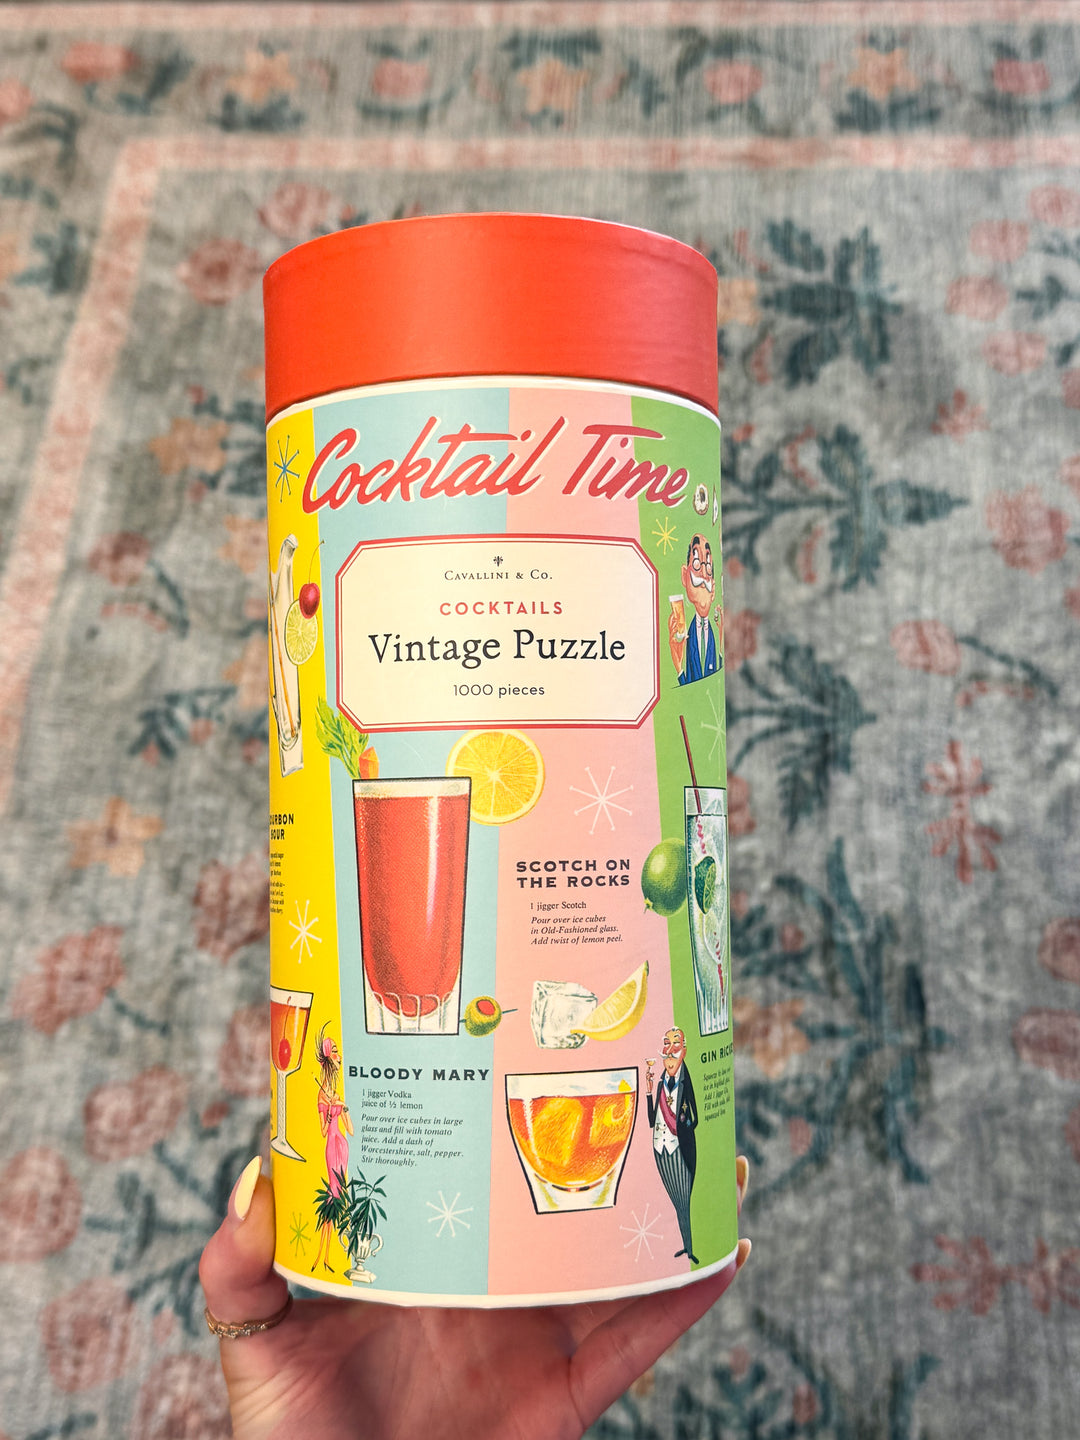 Cocktail Time
CAVALLINI & Co.
COCKTAILS
Vintage Puzzle
1000 pieces
SCOTCH ON
THE ROCKS
1 jigger Scotch
Pour over ice cubes
in Old-Fashioned glass.
Add twist of lemon peel.
BLOODY MARY
1 jigger Vodka
juice of ½ lemon
Pour over ice cubes in large
glass and fill with tomato
juice. Add a dash of
Worcestershire, salt, pepper.
Stir thoroughly.
GIN